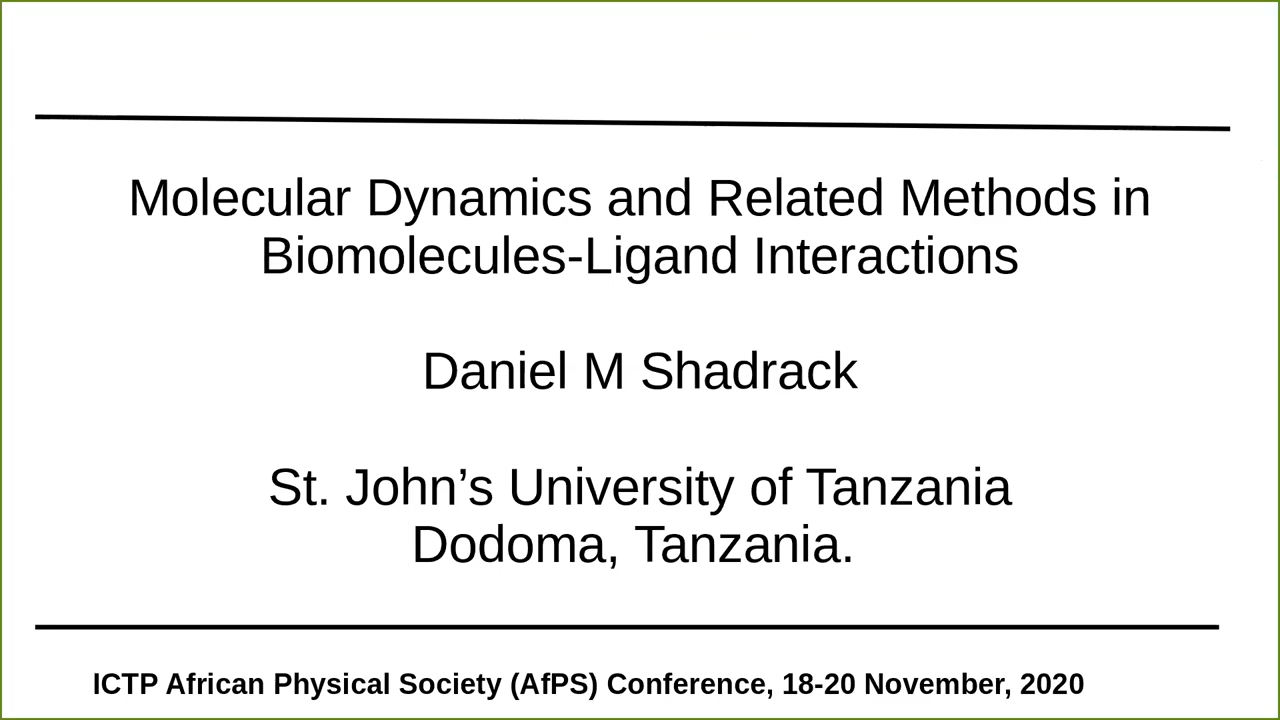 Molecular Dynamics and Related Methods in
Biomolecules-Ligand Interactions
Daniel M Shadrack
St. John’s University of Tanzania
Dodoma, Tanzania.
ICTP African Physical Society (AfPS) Conference, 18-20 November, 2020